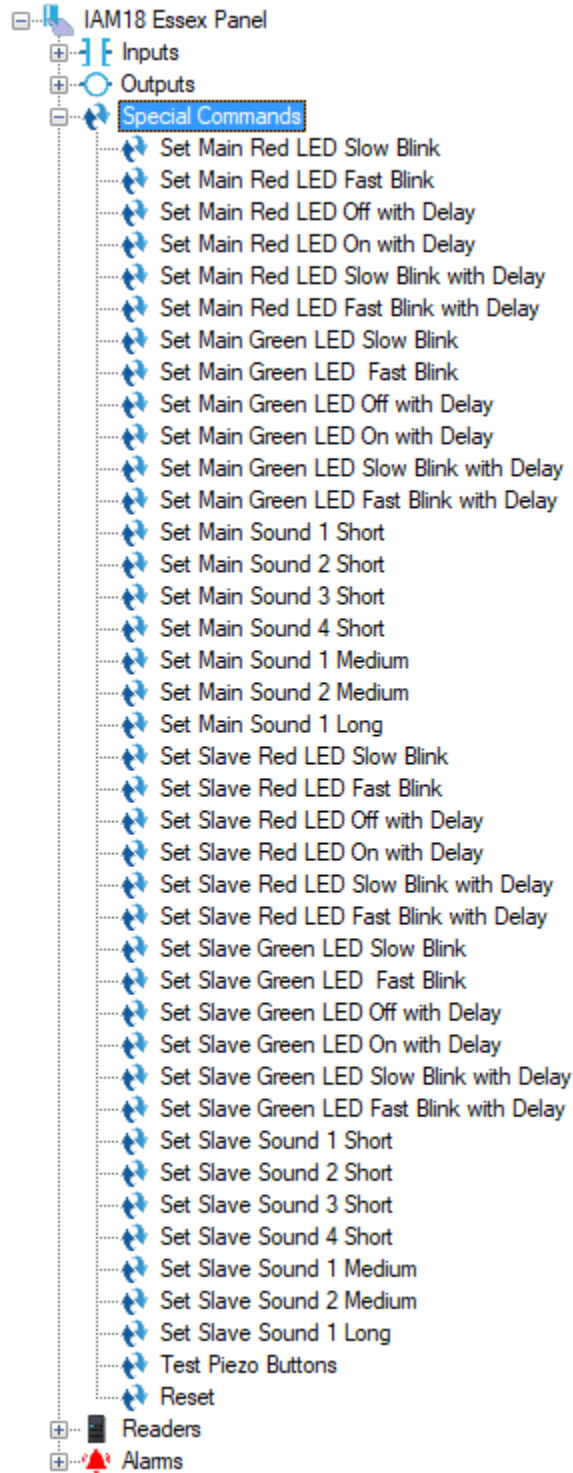 IAM18 Essex Panel
Inputs
Outputs
Special Commands
Set Main Red LED Slow Blink
Set Main Red LED Fast Blink
Set Main Red LED Off with Delay
Set Main Red LED On with Delay
Set Main Red LED Slow Blink with Delay
Set Main Red LED Fast Blink with Delay
Set Main Green LED Slow Blink
Set Main Green LED  Fast Blink
Set Main Green LED Off with Delay
Set Main Green LED On with Delay
Set Main Green LED Slow Blink with Delay
Set Main Green LED Fast Blink with Delay
Set Main Sound 1 Short
Set Main Sound 2 Short
Set Main Sound 3 Short
Set Main Sound 4 Short
Set Main Sound 1 Medium
Set Main Sound 2 Medium
Set Main Sound 1 Long
Set Slave Red LED Slow Blink
Set Slave Red LED Fast Blink
Set Slave Red LED Off with Delay
Set Slave Red LED On with Delay
Set Slave Red LED Slow Blink with Delay
Set Slave Red LED Fast Blink with Delay
Set Slave Green LED Slow Blink
Set Slave Green LED  Fast Blink
Set Slave Green LED Off with Delay
Set Slave Green LED On with Delay
Set Slave Green LED Slow Blink with Delay
Set Slave Green LED Fast Blink with Delay
Set Slave Sound 1 Short
Set Slave Sound 2 Short
Set Slave Sound 3 Short
Set Slave Sound 4 Short
Set Slave Sound 1 Medium
Set Slave Sound 2 Medium
Set Slave Sound 1 Long
Test Piezo Buttons
Reset
Readers
Alarms